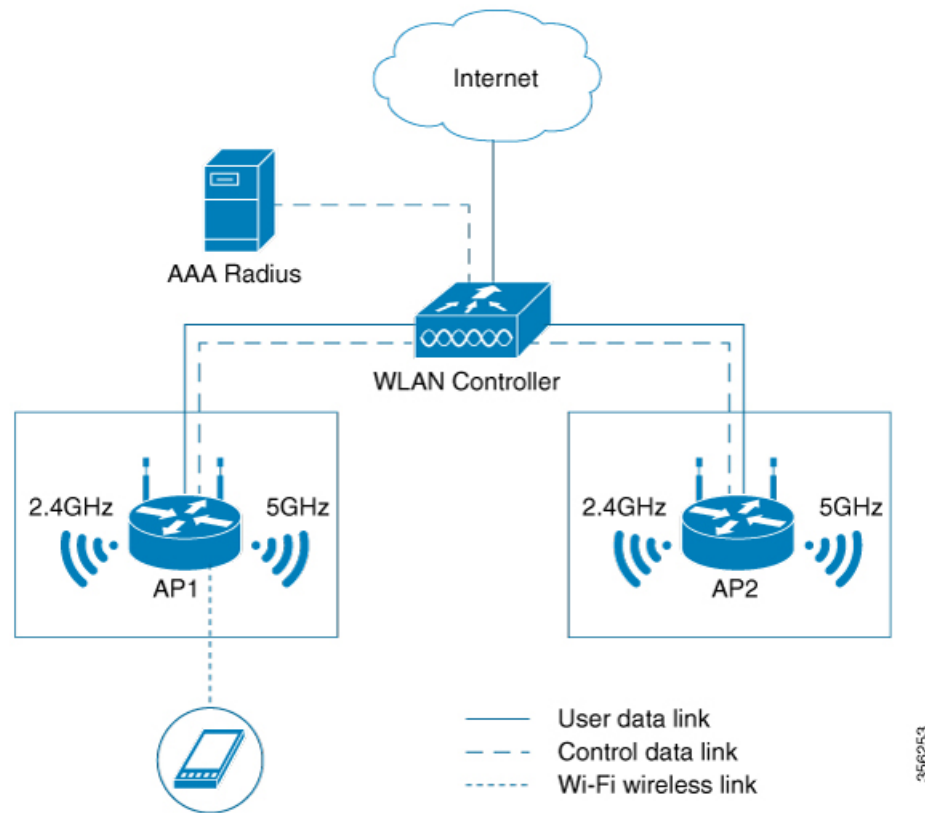 Internet
AAA Radius
WLAN Controller
2.4GHz
5GHz
AP1
2.4GHz
5GHz
AP2
User data link
Control data link
Wi-Fi wireless link
356253